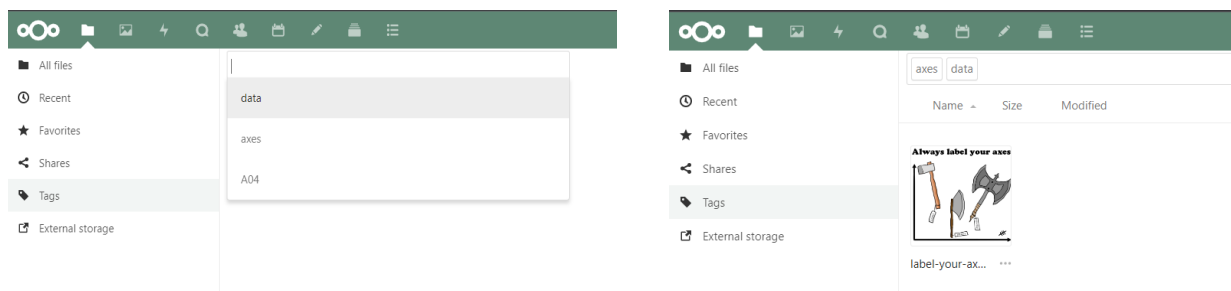 All files
Recent
Favorites
Shares
Tags
External storage
data
axes
A04
All files
Recent
Favorites
Shares
Tags
External storage
axes data
Name Size Modified
Always label your axes
label-your-ax... ...